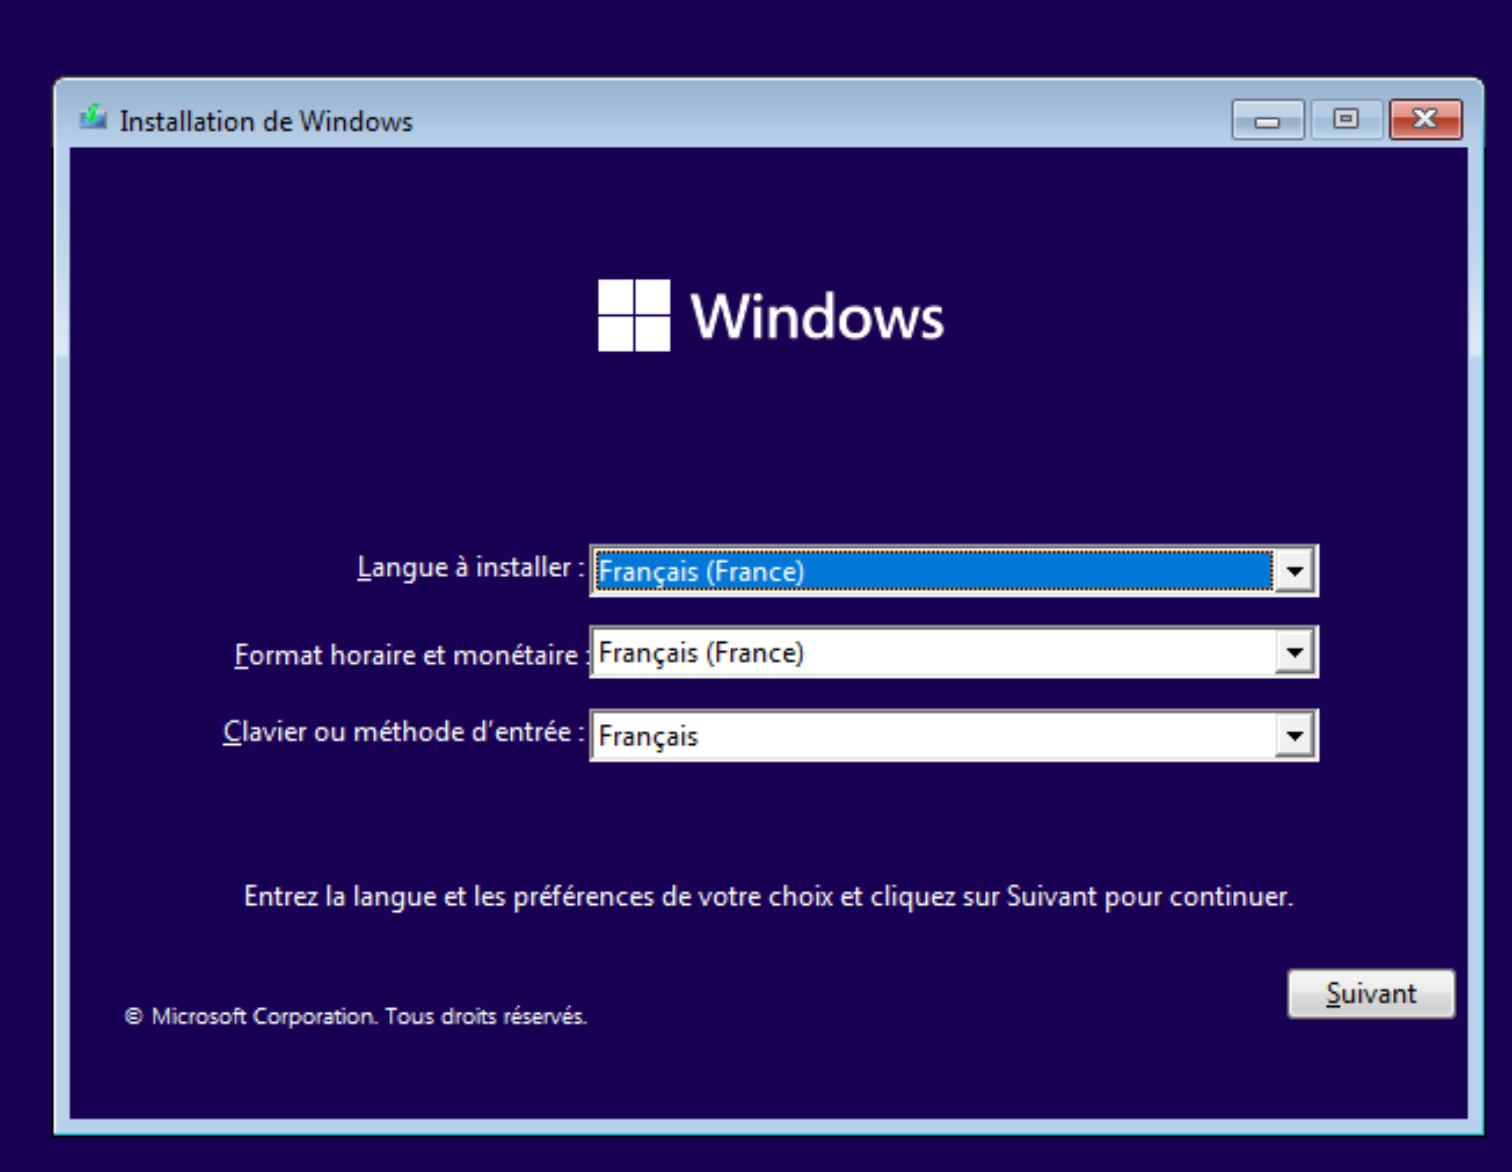 Installation de Windows
Windows
Langue à installer : Français (France)
Format horaire et monétaire : Français (France)
Clavier ou méthode d'entrée : Français
Entrez la langue et les préférences de votre choix et cliquez sur Suivant pour continuer.
Suivant
© Microsoft Corporation. Tous droits réservés.